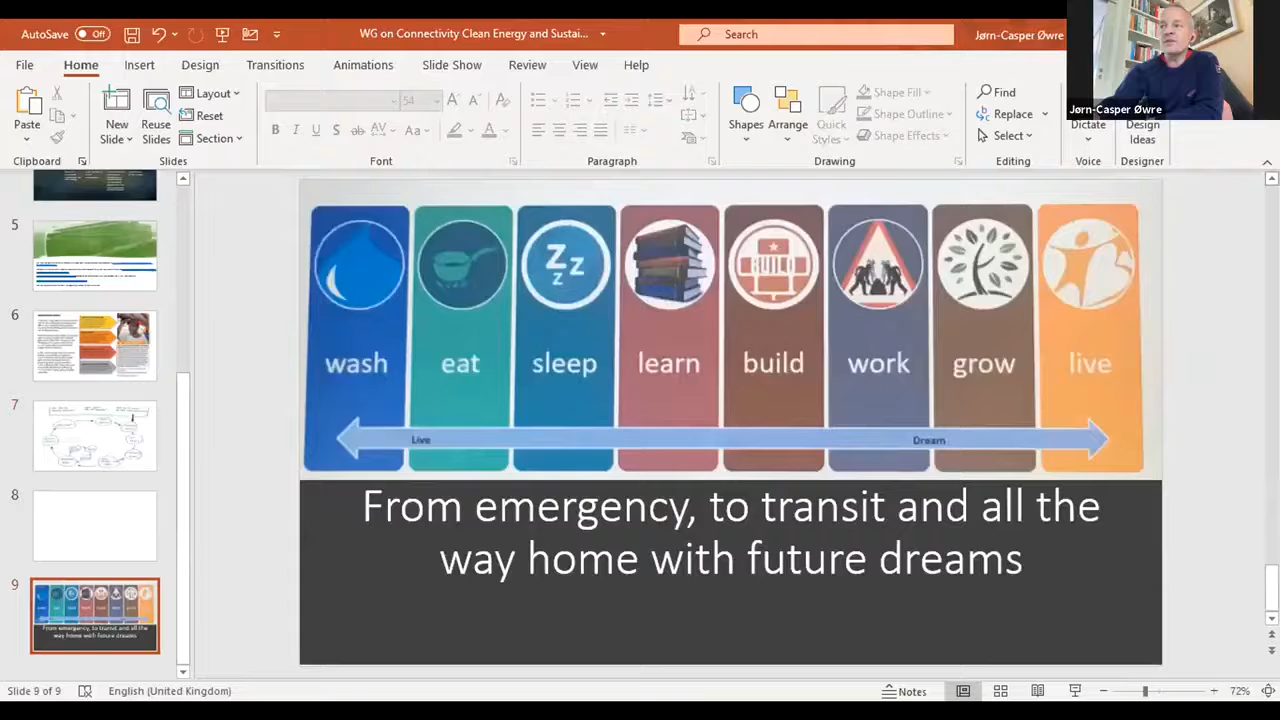 AutoSave Off
WG on Connectivity Clean Energy and Sustai...
Search
Jørn-Casper Øwre
Jørn-Casper Øwre
File Home Insert Design Transitions Animations Slide Show Review View Help
Paste
New
Slide
Reuse
Slides
Layout
Reset
Section
54
B I U S ab AV Aa A
Shapes
Arrange
Quick
Styles
Shape Fill
Shape Outline
Shape Effects
Find
Replace
Select
Dictate
Design
Ideas
Clipboard Slides Font Paragraph Drawing Editing Voice Designer
5
6
7
8
9
Zzz
wash eat sleep learn build work grow live
Live Dream
From emergency, to transit and all the
way home with future dreams
Slide 9 of 9 English (United Kingdom) Notes 72%